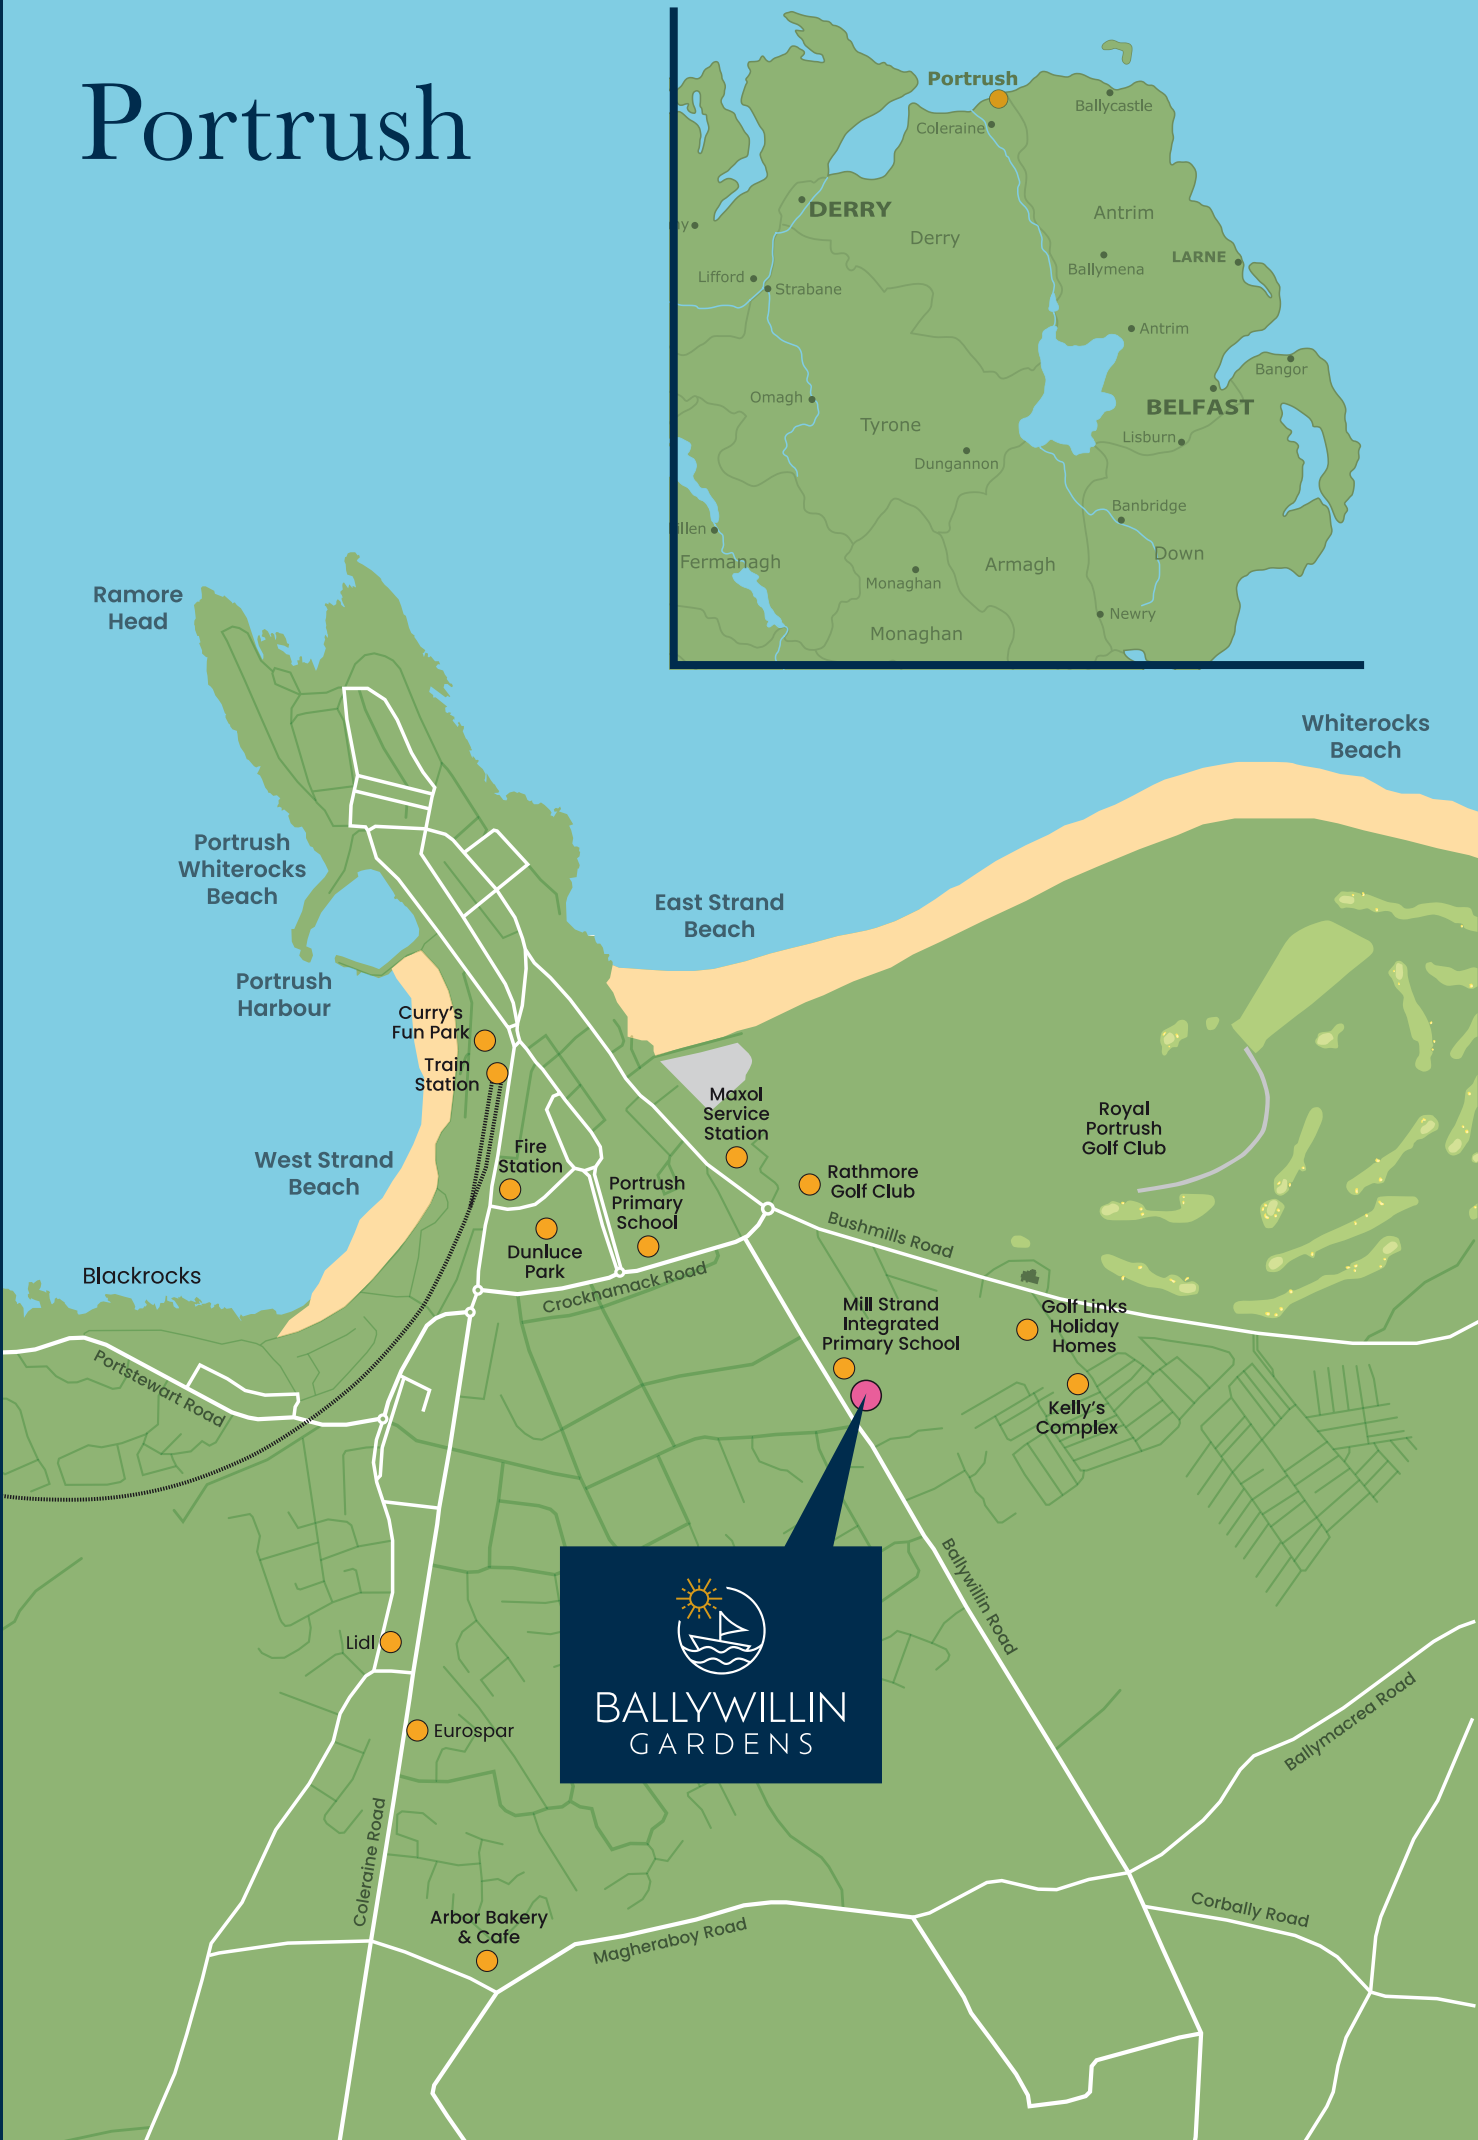 Portrush
Portrush
Ballycastle
Coleraine
DERRY
Antrim
ay
Derry
LARNE
Ballymena
Lifford
Strabane
Antrim
Bangor
Omagh
BELFAST
Tyrone
Lisburn
Dungannon
Banbridge
illen
Down
Fermanagh
Armagh
Monaghan
Newry
Monaghan
Ramore
Head
Whiterocks
Beach
Portrush
Whiterocks
Beach
East Strand
Beach
Portrush
Harbour
Curry's
Fun Park
Train
Station
Maxol
Service
Station
Royal
Portrush
Golf Club
Fire
Station
West Strand
Beach
Portrush
Primary
School
Rathmore
Golf Club
Bushmills Road
Dunluce
Park
Blackrocks
Crocknamack Road
Mill Strand
Integrated
Primary School
Golf Links
Holiday
Homes
Portstewart Road
Kelly's
Complex
Ballywillin Road
Lidl
BALLYWILLIN
GARDENS
Eurospar
Ballymacrea Road
Coleraine Road
Corbally Road
Arbor Bakery
& Cafe
Magheraboy Road